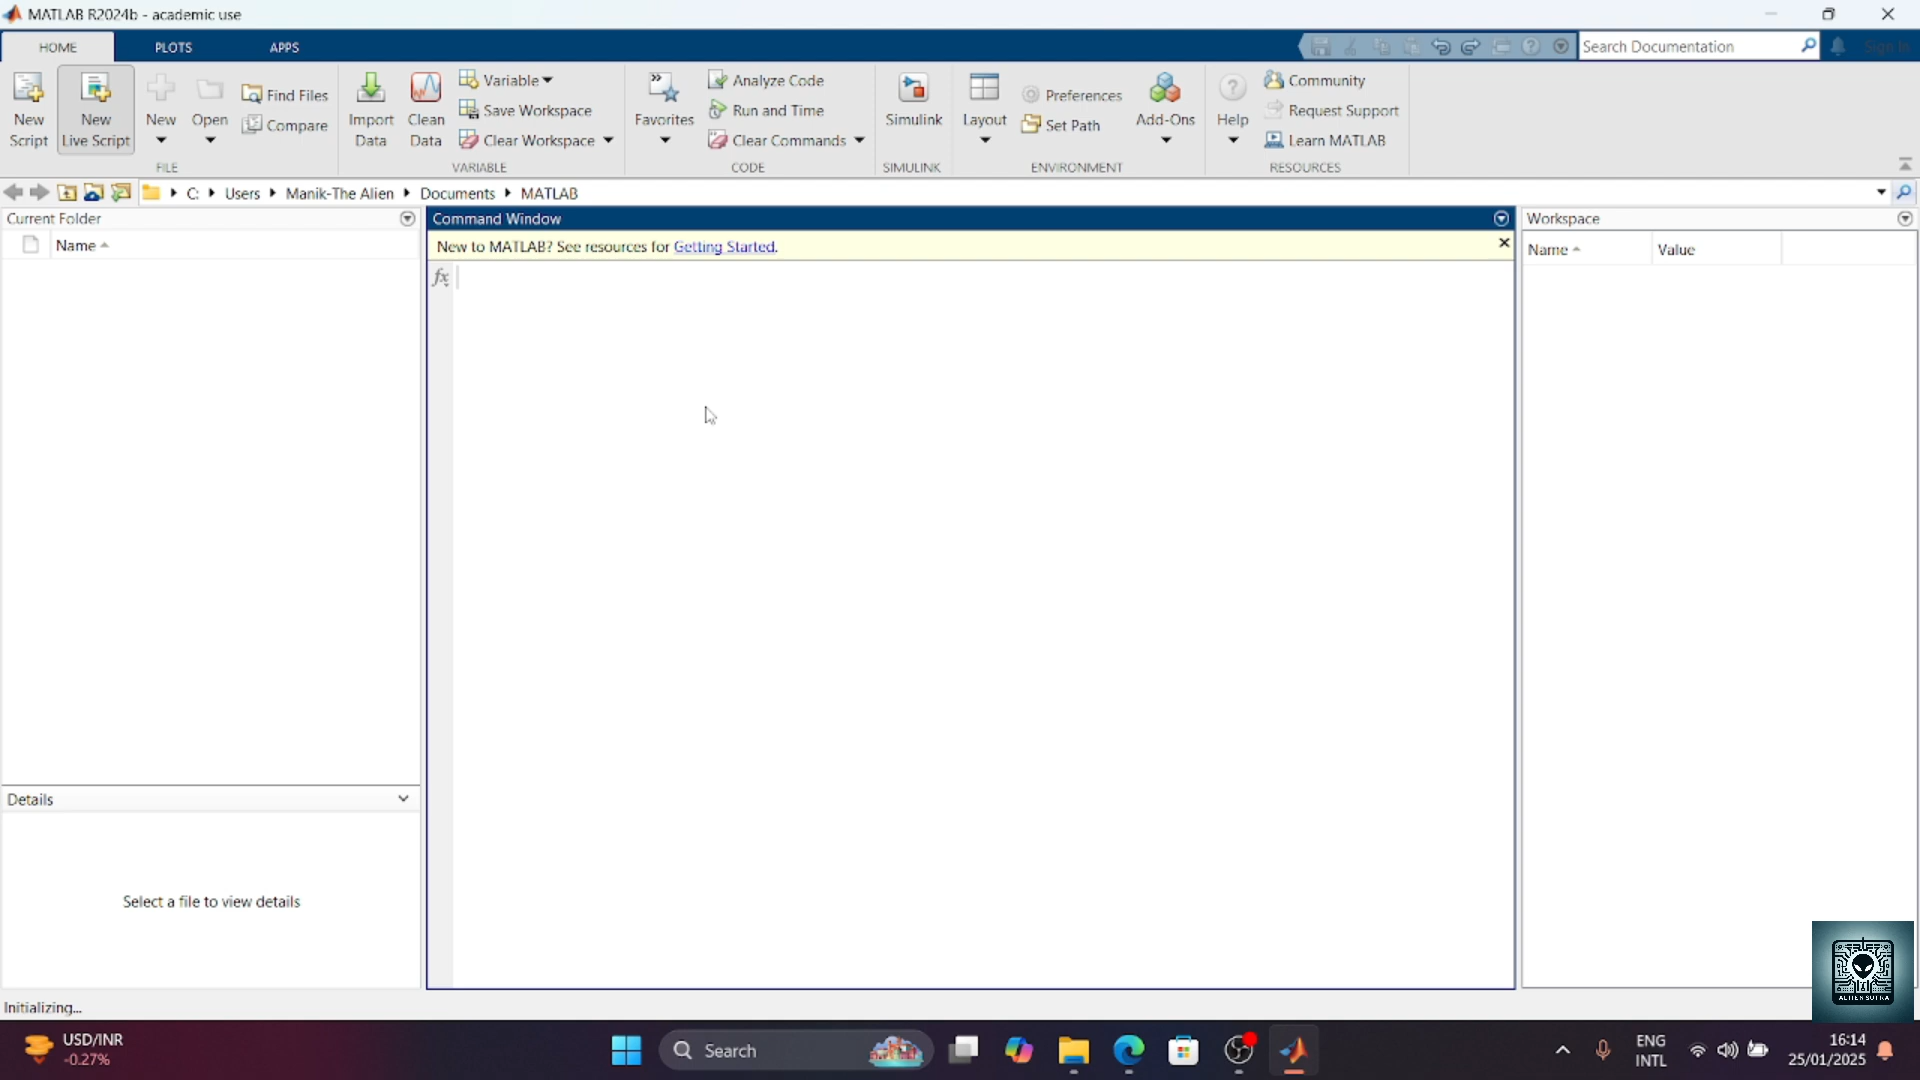 MATLAB R2024b - academic use
HOME PLOTS APPS
Search Documentation
Sign In
New Script
New Live Script
New
Open
Find Files
Compare
FILE
Import Data
Clean Data
Variable
Save Workspace
Clear Workspace
VARIABLE
Favorites
Analyze Code
Run and Time
Clear Commands
CODE
Simulink
SIMULINK
Layout
Preferences
Set Path
Add-Ons
ENVIRONMENT
Help
Community
Request Support
Learn MATLAB
RESOURCES
C: Users Manik-The Alien Documents MATLAB
Current Folder
Name
Command Window
New to MATLAB? See resources for Getting Started.
fx
Workspace
Name Value
Details
Select a file to view details
Initializing...
ALIEN SUTRA
USD/INR
-0.27%
Search
ENG
INTL
16:14
25/01/2025